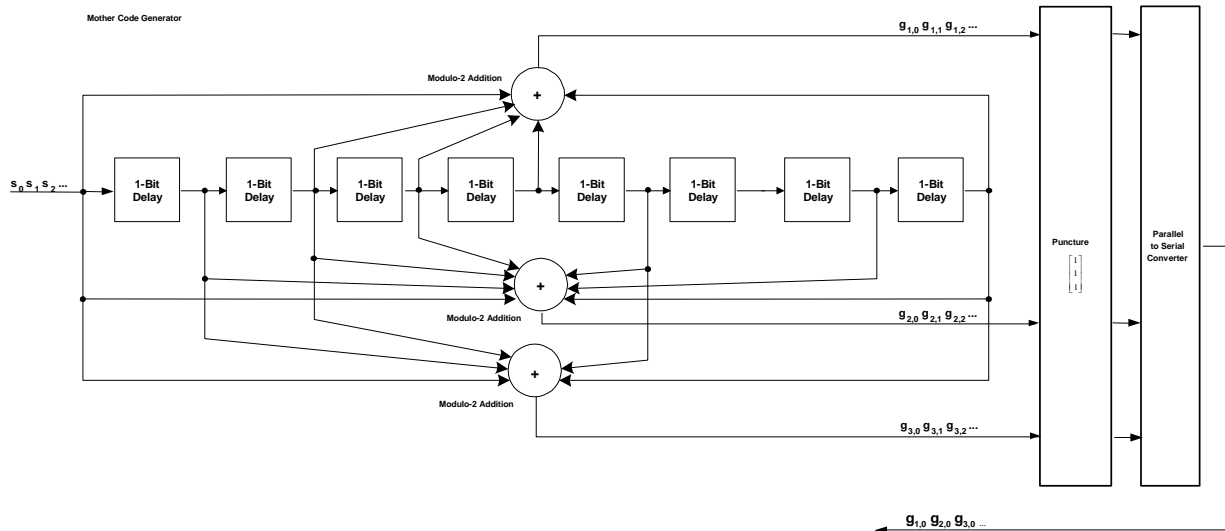 Mother Code Generator
g1,0 g1,1 g1,2 ...
Modulo-2 Addition
+
s0 s1 s2 ...
1-Bit Delay
1-Bit Delay
1-Bit Delay
1-Bit Delay
1-Bit Delay
1-Bit Delay
1-Bit Delay
1-Bit Delay
Puncture
1
1
1
Parallel
to Serial
Converter
+
Modulo-2 Addition
g2,0 g2,1 g2,2 ...
+
Modulo-2 Addition
g3,0 g3,1 g3,2 ...
g1,0 g2,0 g3,0 ...